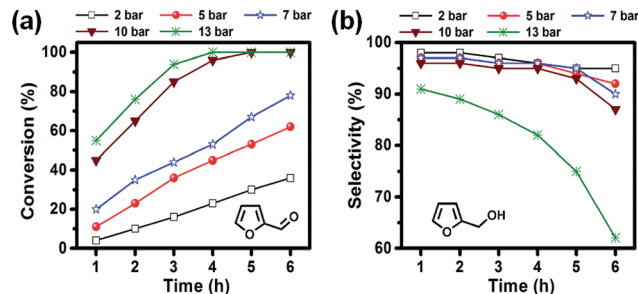 (a)
2 bar 5 bar 7 bar
10 bar 13 bar
Conversion (%)
100
80
60
40
20
0
O
O
1 2 3 4 5 6
Time (h)
(b)
2 bar 5 bar 7 bar
10 bar 13 bar
Selectivity (%)
100
90
80
70
60
O
OH
1 2 3 4 5 6
Time (h)